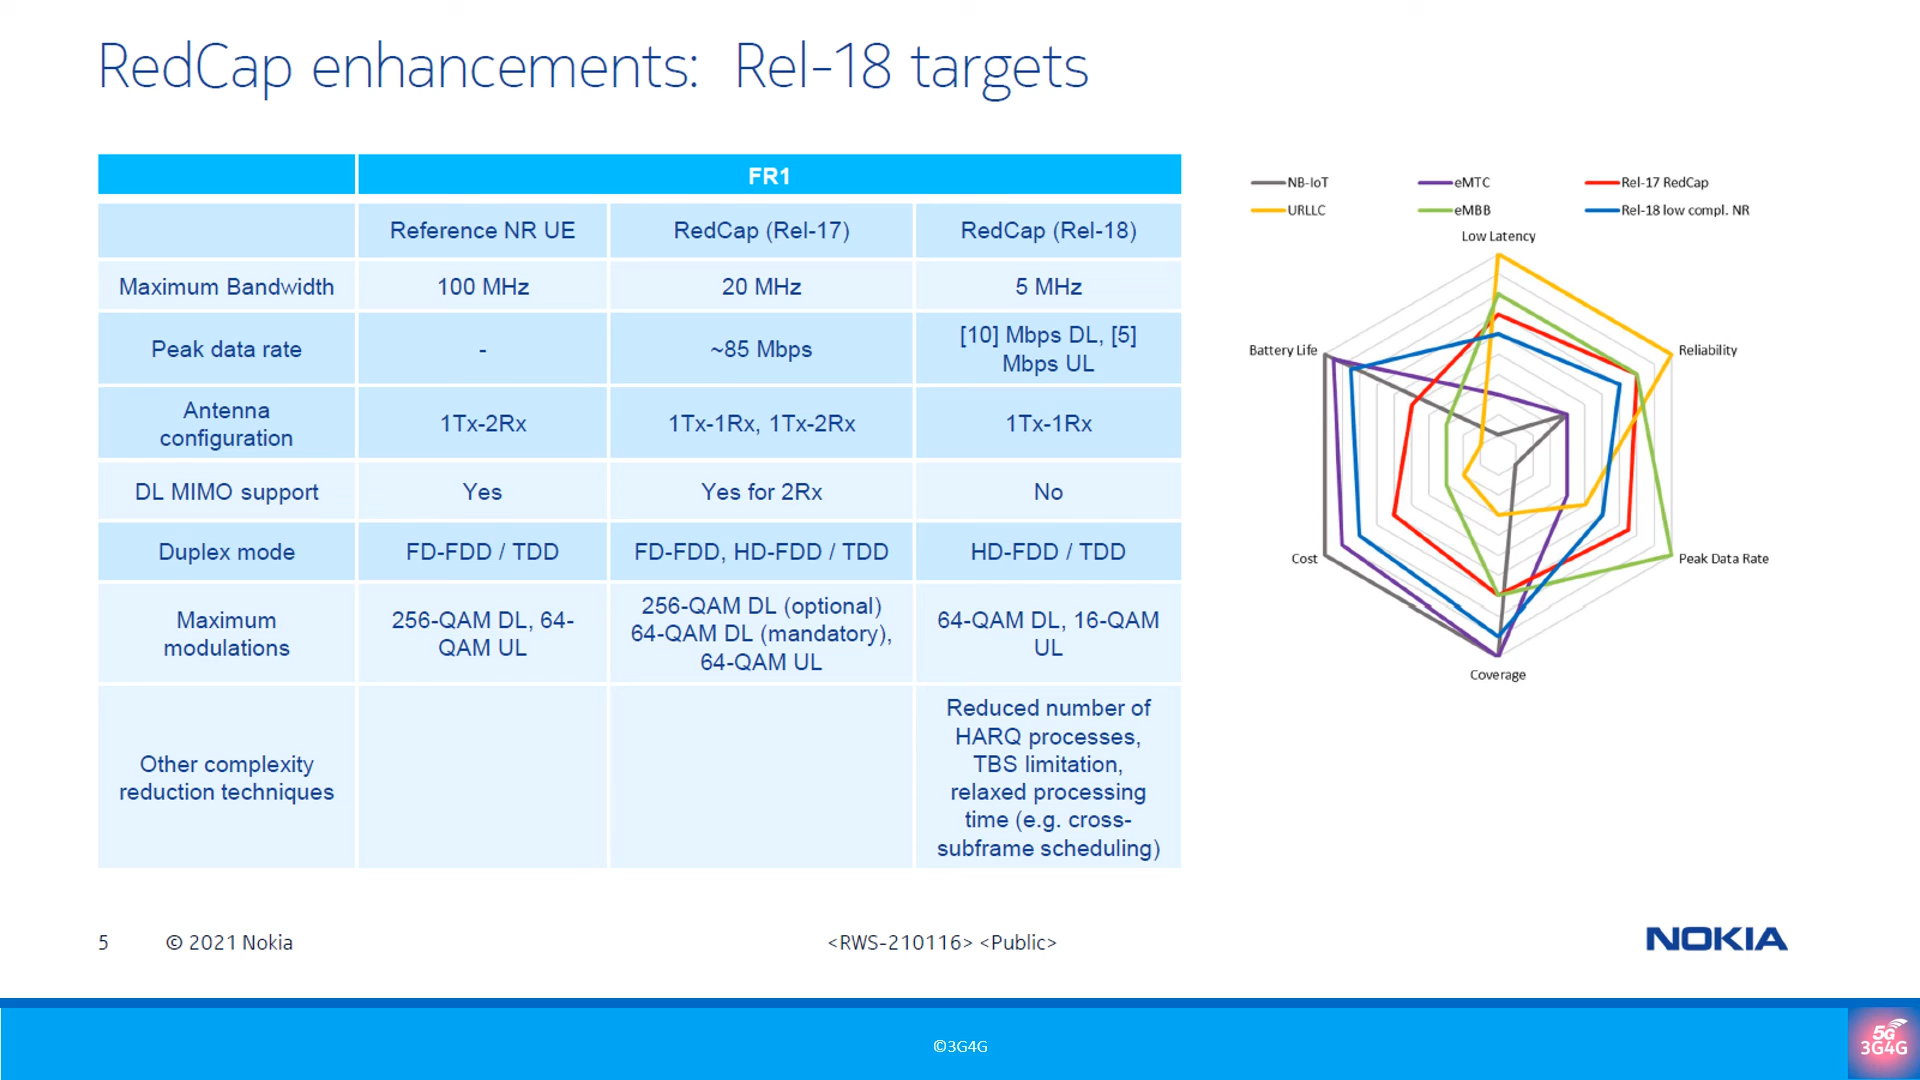 RedCap enhancements: Rel-18 targets
FR1
Reference NR UE
RedCap (Rel-17)
RedCap (Rel-18)
Maximum Bandwidth
100 MHz
20 MHz
5 MHz
Peak data rate
-
~85 Mbps
[10] Mbps DL, [5]
Mbps UL
Antenna
configuration
1Tx-2Rx
1Tx-1Rx, 1Tx-2Rx
1Tx-1Rx
DL MIMO support
Yes
Yes for 2Rx
No
Duplex mode
FD-FDD / TDD
FD-FDD, HD-FDD / TDD
HD-FDD / TDD
Maximum
modulations
256-QAM DL, 64-
QAM UL
256-QAM DL (optional)
64-QAM DL (mandatory),
64-QAM UL
64-QAM DL, 16-QAM
UL
Other complexity
reduction techniques
Reduced number of
HARQ processes,
TBS limitation,
relaxed processing
time (e.g. cross-
subframe scheduling)
NB-IoT
eMTC
Rel-17 RedCap
URLLC
eMBB
Rel-18 low compl. NR
Low Latency
Battery Life
Reliability
Cost
Peak Data Rate
Coverage
5
© 2021 Nokia
<RWS-210116> <Public>
NOKIA
©3G4G
5G
3G4G